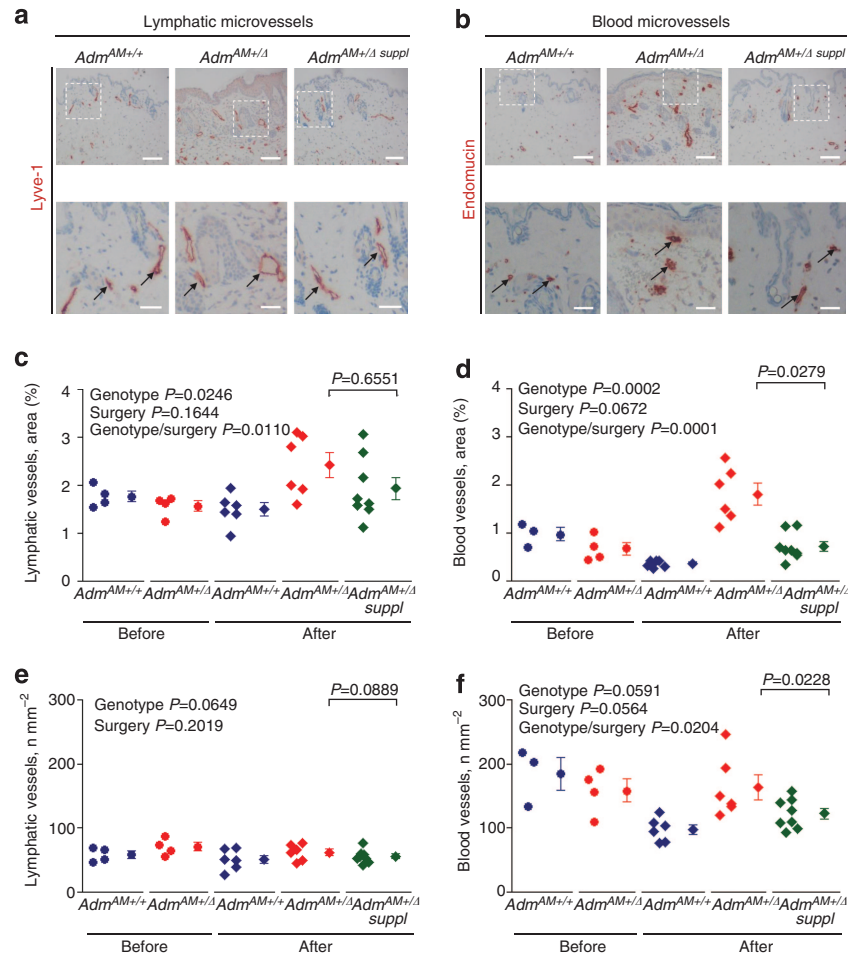 a
Lymphatic microvessels
Adm^AM+/+
Adm^AM+/Δ
Adm^AM+/Δ suppl
Lyve-1
b
Blood microvessels
Adm^AM+/+
Adm^AM+/Δ
Adm^AM+/Δ suppl
Endomucin
c
Lymphatic vessels, area (%)
4
3
2
1
0
Genotype P=0.0246
Surgery P=0.1644
Genotype/surgery P=0.0110
P=0.6551
Adm^AM+/+
Adm^AM+/Δ
Adm^AM+/+
Adm^AM+/Δ
Adm^AM+/Δ
suppl
Before
After
d
Blood vessels, area (%)
4
3
2
1
0
Genotype P=0.0002
Surgery P=0.0672
Genotype/surgery P=0.0001
P=0.0279
Adm^AM+/+
Adm^AM+/Δ
Adm^AM+/+
Adm^AM+/Δ
Adm^AM+/Δ
suppl
Before
After
e
Lymphatic vessels, n mm−2
300
200
100
0
Genotype P=0.0649
Surgery P=0.2019
P=0.0889
Adm^AM+/+
Adm^AM+/Δ
Adm^AM+/+
Adm^AM+/Δ
Adm^AM+/Δ
suppl
Before
After
f
Blood vessels, n mm−2
300
200
100
0
Genotype P=0.0591
Surgery P=0.0564
Genotype/surgery P=0.0204
P=0.0228
Adm^AM+/+
Adm^AM+/Δ
Adm^AM+/+
Adm^AM+/Δ
Adm^AM+/Δ
suppl
Before
After